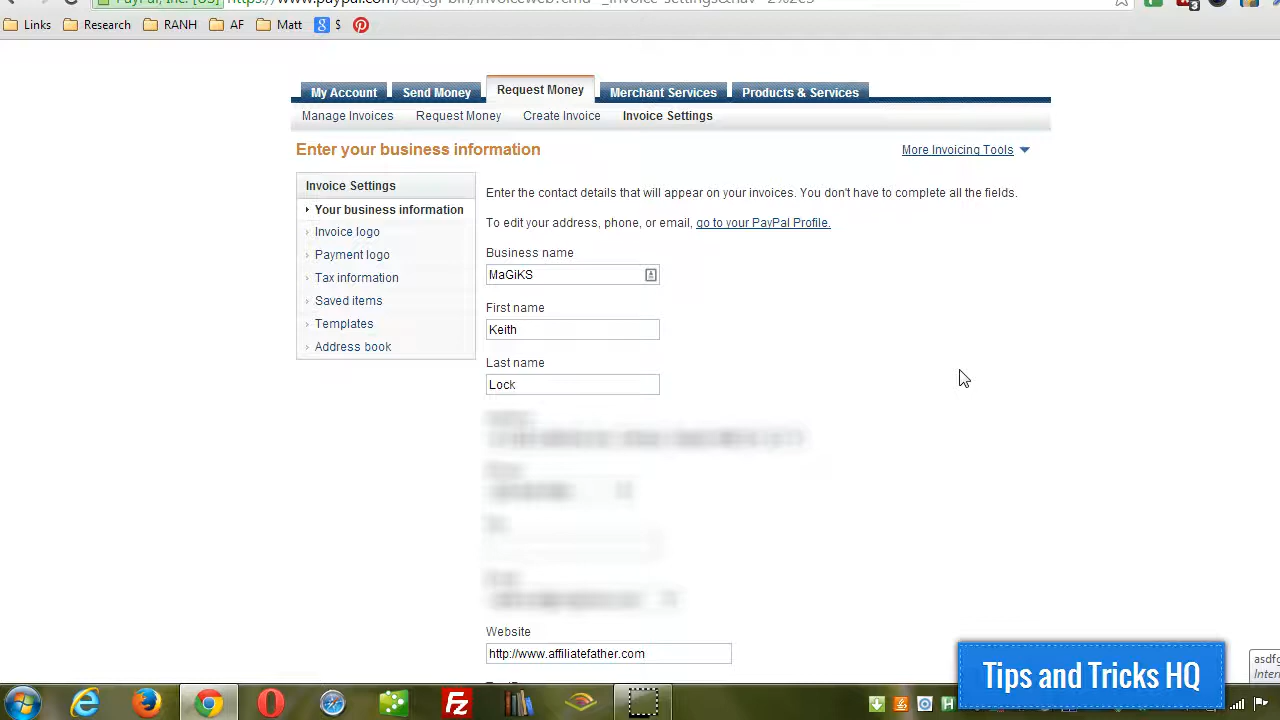 Links Research RANH AF Matt $
My Account Send Money Request Money Merchant Services Products & Services
Manage Invoices Request Money Create Invoice Invoice Settings
Enter your business information
More Invoicing Tools
Invoice Settings
Your business information
Invoice logo
Payment logo
Tax information
Saved items
Templates
Address book
Enter the contact details that will appear on your invoices. You don't have to complete all the fields.
To edit your address, phone, or email, go to your PayPal Profile.
Business name
MaGiKS
First name
Keith
Last name
Lock
Website
http://www.affiliatefather.com
Tips and Tricks HQ
asdfg
Intern